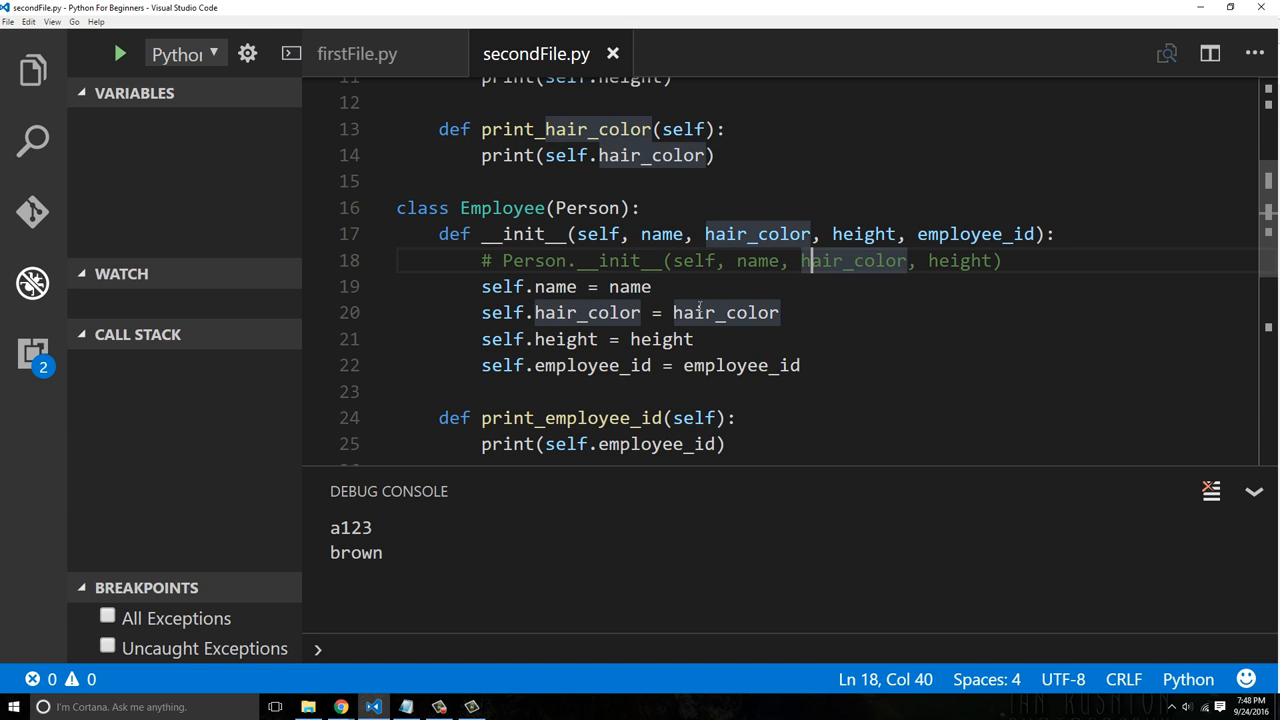 secondFile.py - Python For Beginners - Visual Studio Code
File Edit View Go Help
Pythor firstFile.py secondFile.py
VARIABLES
WATCH
CALL STACK
2
BREAKPOINTS
All Exceptions
Uncaught Exceptions
11 print(self.height)
12
13 def print_hair_color(self):
14 print(self.hair_color)
15
16 class Employee(Person):
17 def __init__(self, name, hair_color, height, employee_id):
18 # Person.__init__(self, name, hair_color, height)
19 self.name = name
20 self.hair_color = hair_color
21 self.height = height
22 self.employee_id = employee_id
23
24 def print_employee_id(self):
25 print(self.employee_id)
DEBUG CONSOLE
a123
brown
0 0 Ln 18, Col 40 Spaces: 4 UTF-8 CRLF Python
I'm Cortana. Ask me anything.
7:48 PM
9/24/2016